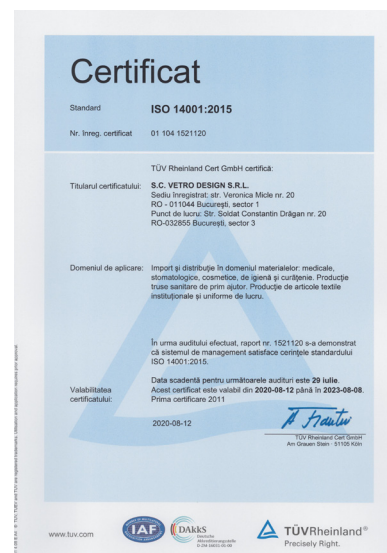 Certificat
Standard
ISO 14001:2015
Nr. înreg. certificat
01 104 1521120
TÜV Rheinland Cert GmbH certifică:
Titularul certificatului:
S.C. VETRO DESIGN S.R.L.
Sediu înregistrat: str. Veronica Micle nr. 20
RO - 011044 București, sector 1
Punct de lucru: Str. Soldat Constantin Drăgan nr. 20
RO-032855 București, sector 3
Domeniul de aplicare:
Import și distribuție în domeniul materialelor: medicale,
stomatologice, cosmetice, de igienă și curățenie. Producție
truse sanitare de prim ajutor. Producție de articole textile
instituționale și uniforme de lucru.
În urma auditului efectuat, raport nr. 1521120 s-a demonstrat
că sistemul de management satisface cerințele standardului
ISO 14001:2015.
Data scadentă pentru următoarele audituri este 29 iulie.
Valabilitatea
certificatului:
Acest certificat este valabil din 2020-08-12 până în 2023-08-08.
Prima certificare 2011
2020-08-12
TÜV Rheinland Cert GmbH
Am Grauen Stein · 51105 Köln
www.tuv.com
IAF
DAkkS
Deutsche
Akkreditierungsstelle
D-ZM-16031-01-00
TÜVRheinland®
Precisely Right.